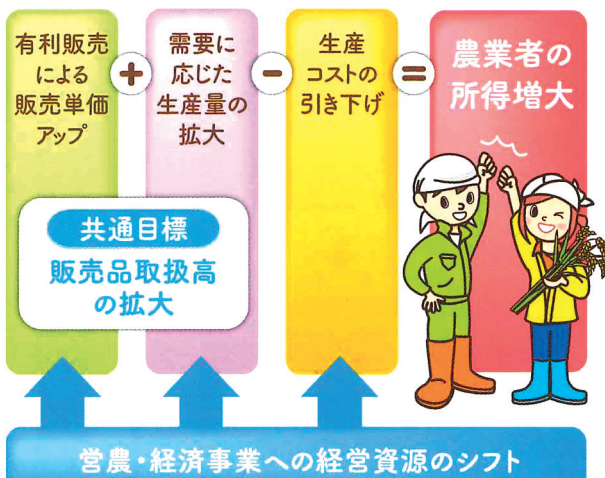 有利販売
による
販売単価
アップ
+
需要に
応じた
生産量の
拡大
-
生産
コストの
引き下げ
=
農業者の
所得増大
共通目標
販売品取扱高
の拡大
営農・経済事業への経営資源のシフト